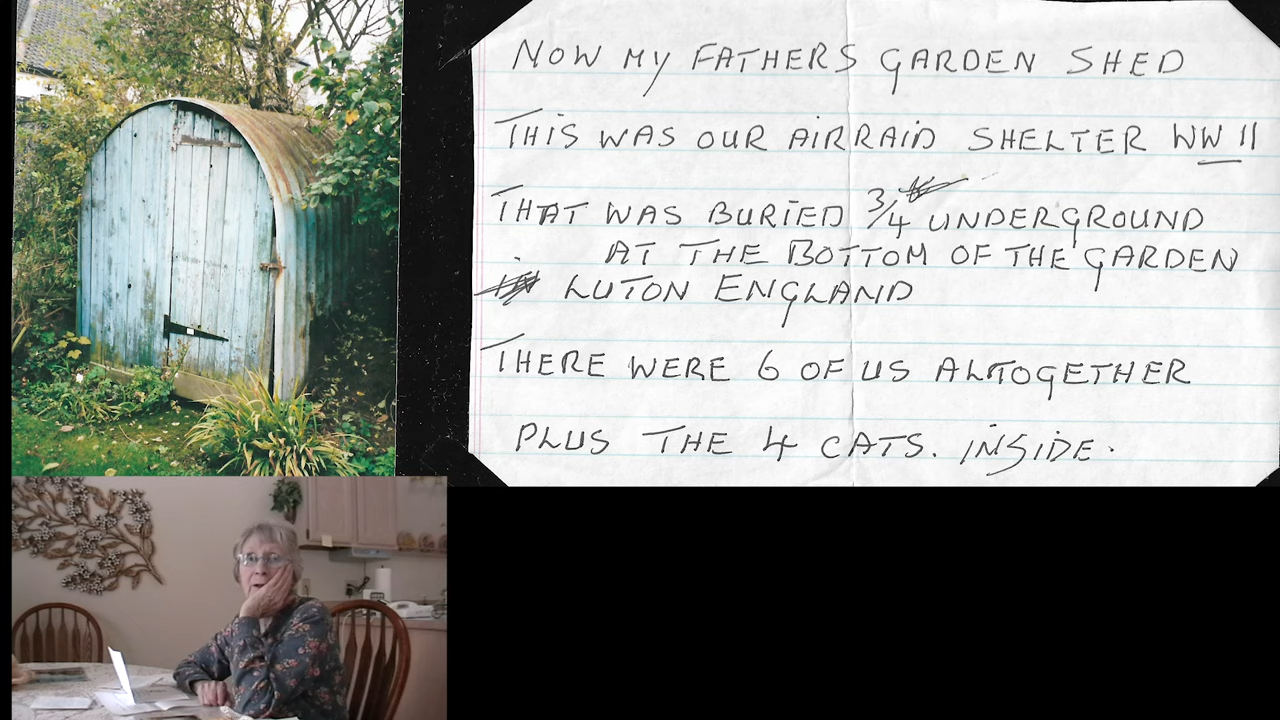 NOW MY FATHERS GARDEN SHED
THIS WAS OUR AIRRAID SHELTER WW II
THAT WAS BURIED 3/4 UNDERGROUND
AT THE BOTTOM OF THE GARDEN
LUTON ENGLAND
THERE WERE 6 OF US ALTOGETHER
PLUS THE 4 CATS. INSIDE.